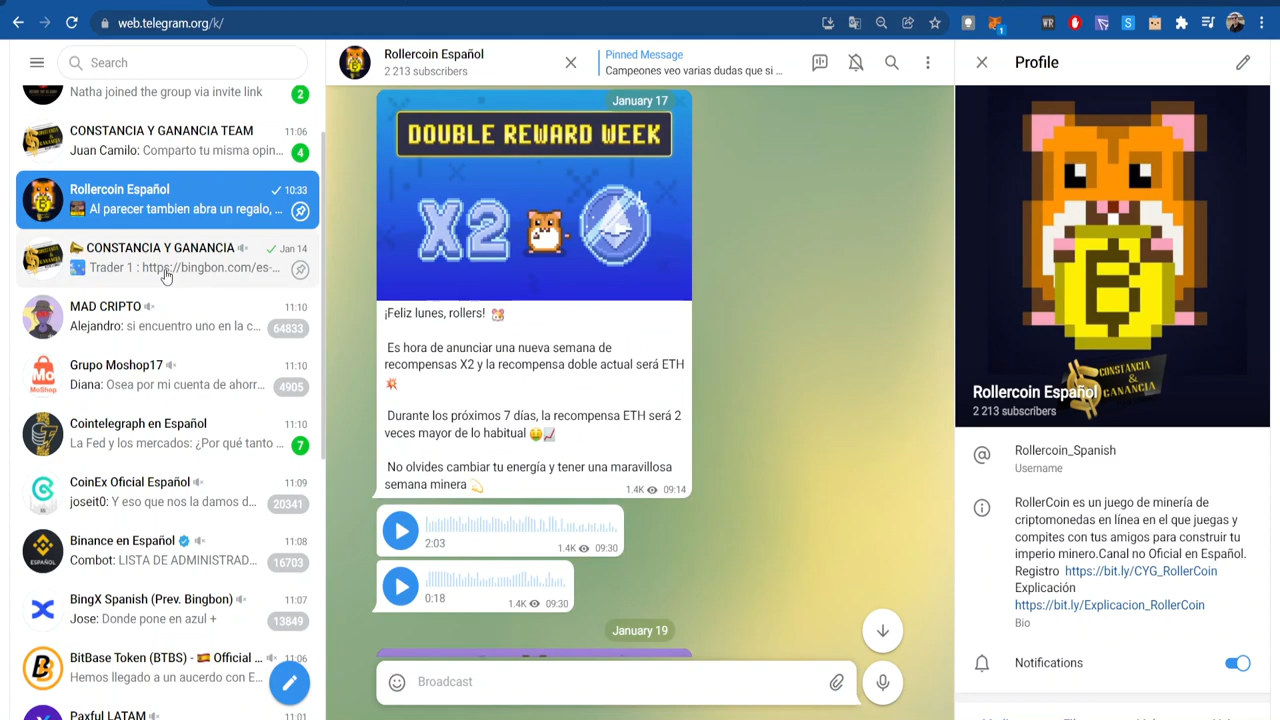 web.telegram.org/k/
1
WR
S
Search
Natha joined the group via invite link
2
CONSTANCIA Y GANANCIA TEAM 11:06
Juan Camilo: Comparto tu misma opin... 4
Rollercoin Español 10:33
Al parecer tambien abra un regalo, ...
CONSTANCIA Y GANANCIA Jan 14
Trader 1 : https://bingbon.com/es-...
MAD CRIPTO 11:10
Alejandro: si encuentro uno en la c... 64833
Grupo Moshop17 11:10
Diana: Osea por mi cuenta de ahorr... 4905
MoShop
Cointelegraph en Español 11:10
La Fed y los mercados: ¿Por qué tanto ... 7
CoinEx Oficial Español 11:09
joseit0: Y eso que nos la damos d... 20341
Binance en Español 11:08
Combot: LISTA DE ADMINISTRAD... 16703
ESPAÑOL
BingX Spanish (Prev. Bingbon) 11:07
Jose: Donde pone en azul + 13849
BitBase Token (BTBS) - Official ... 11:06
Hemos llegado a un aucerdo con E...
Paxful LATAM 11:01
Rollercoin Español
2 213 subscribers
Pinned Message
Campeones veo varias dudas que si ...
January 17
DOUBLE REWARD WEEK
X2
¡Feliz lunes, rollers!
Es hora de anunciar una nueva semana de
recompensas X2 y la recompensa doble actual será ETH
Durante los próximos 7 días, la recompensa ETH será 2
veces mayor de lo habitual
No olvides cambiar tu energía y tener una maravillosa
semana minera
1.4K 09:14
2:03
1.4K 09:30
0:18
1.4K 09:30
January 19
Broadcast
Profile
B
CONSTANCIA
&
GANANCIA
Rollercoin Español
2 213 subscribers
Rollercoin_Spanish
Username
RollerCoin es un juego de minería de
criptomonedas en línea en el que juegas y
compites con tus amigos para construir tu
imperio minero.Canal no Oficial en Español.
Registro https://bit.ly/CYG_RollerCoin
Explicación
https://bit.ly/Explicacion_RollerCoin
Bio
Notifications